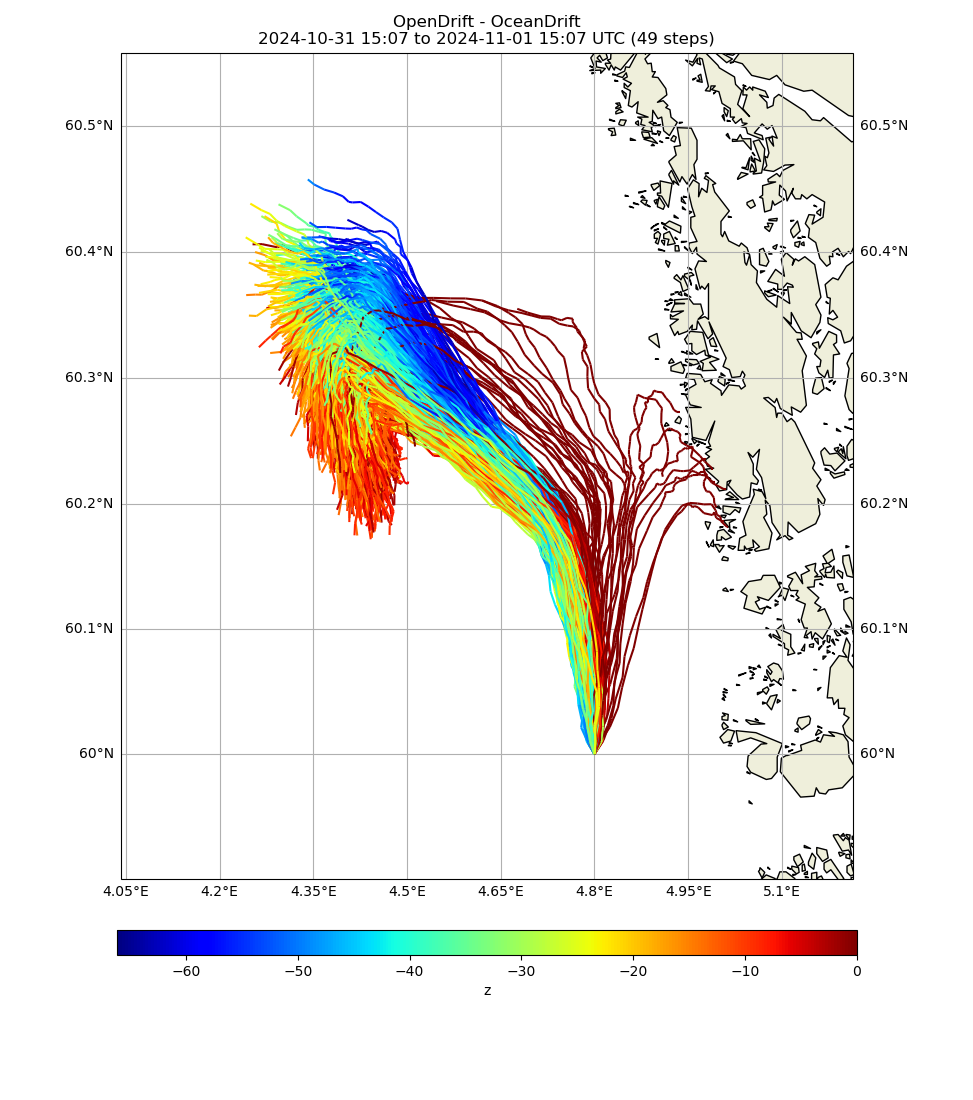 OpenDrift - OceanDrift
2024-10-31 15:07 to 2024-11-01 15:07 UTC (49 steps)
60.5°N 60.5°N
60.4°N 60.4°N
60.3°N 60.3°N
60.2°N 60.2°N
60.1°N 60.1°N
60°N 60°N
4.05°E 4.2°E 4.35°E 4.5°E 4.65°E 4.8°E 4.95°E 5.1°E
−60 −50 −40 −30 −20 −10 0
z